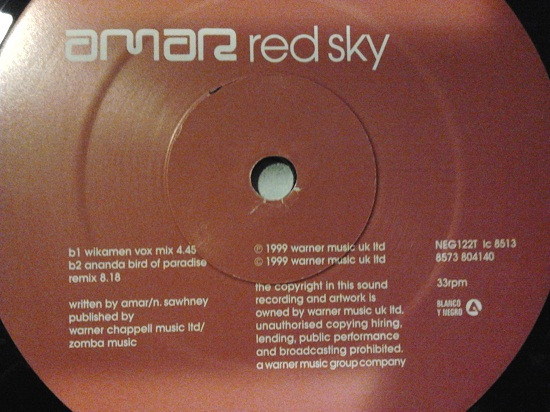 amar red sky
b1 wikamen vox mix 4.45
b2 ananda bird of paradise
remix 8.18
written by amar/n. sawhney
published by
warner chappell music ltd/
zomba music
℗ 1999 warner music uk ltd
© 1999 warner music uk ltd
the copyright in this sound
recording and artwork is
owned by warner music uk ltd.
unauthorised copying hiring,
lending, public performance
and broadcasting prohibited.
a warner music group company
NEG122T lc 8513
8573 804140
33rpm
BLANCO
Y NEGRO